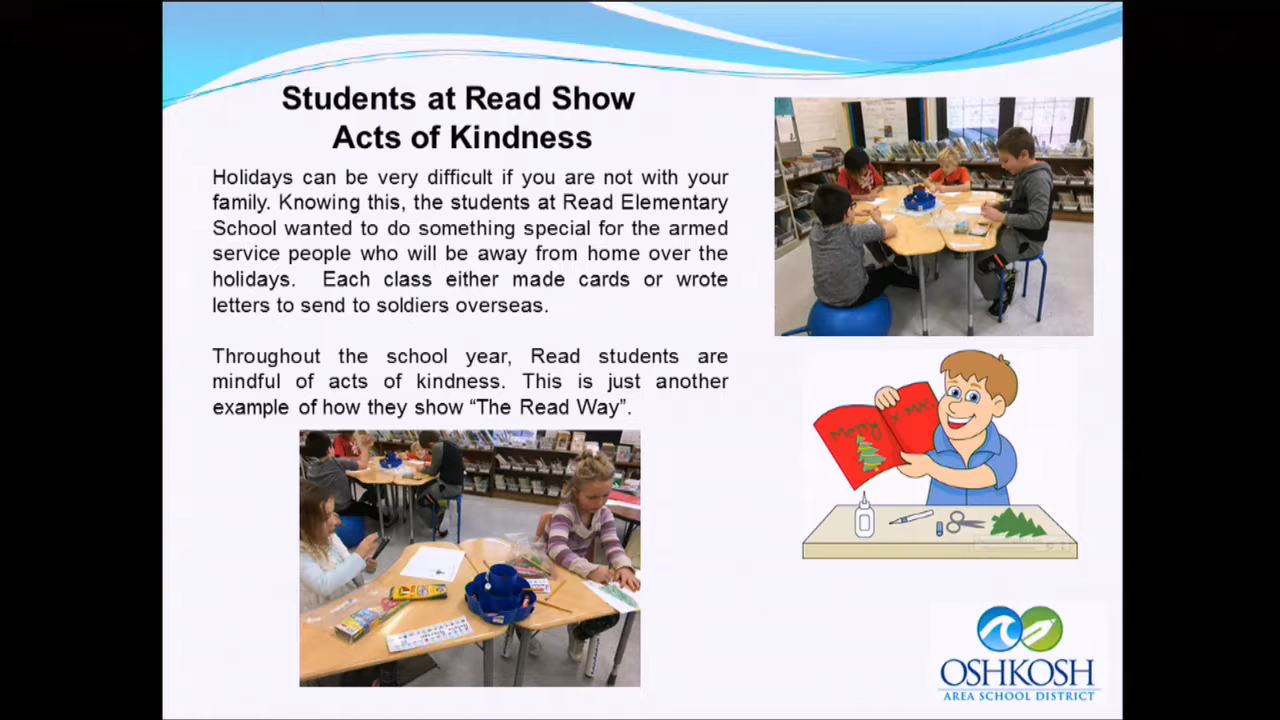 Students at Read Show
Acts of Kindness
Holidays can be very difficult if you are not with your
family. Knowing this, the students at Read Elementary
School wanted to do something special for the armed
service people who will be away from home over the
holidays. Each class either made cards or wrote
letters to send to soldiers overseas.
Throughout the school year, Read students are
mindful of acts of kindness. This is just another
example of how they show “The Read Way”.
OSHKOSH
AREA SCHOOL DISTRICT